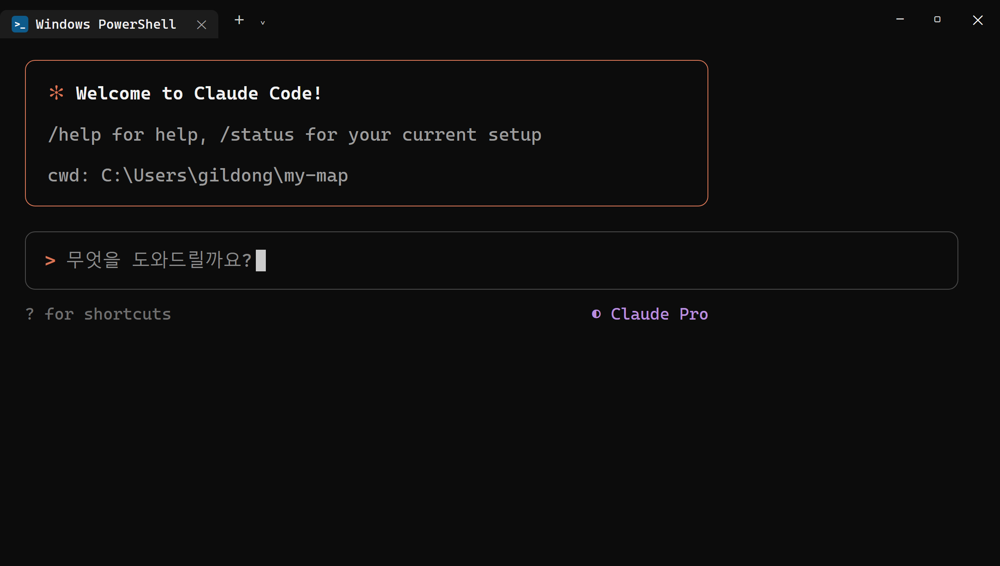 >_ Windows PowerShell × + ˅
✻ Welcome to Claude Code!
/help for help, /status for your current setup
cwd: C:\Users\gildong\my-map
> 무엇을 도와드릴까요?
? for shortcuts
◐ Claude Pro